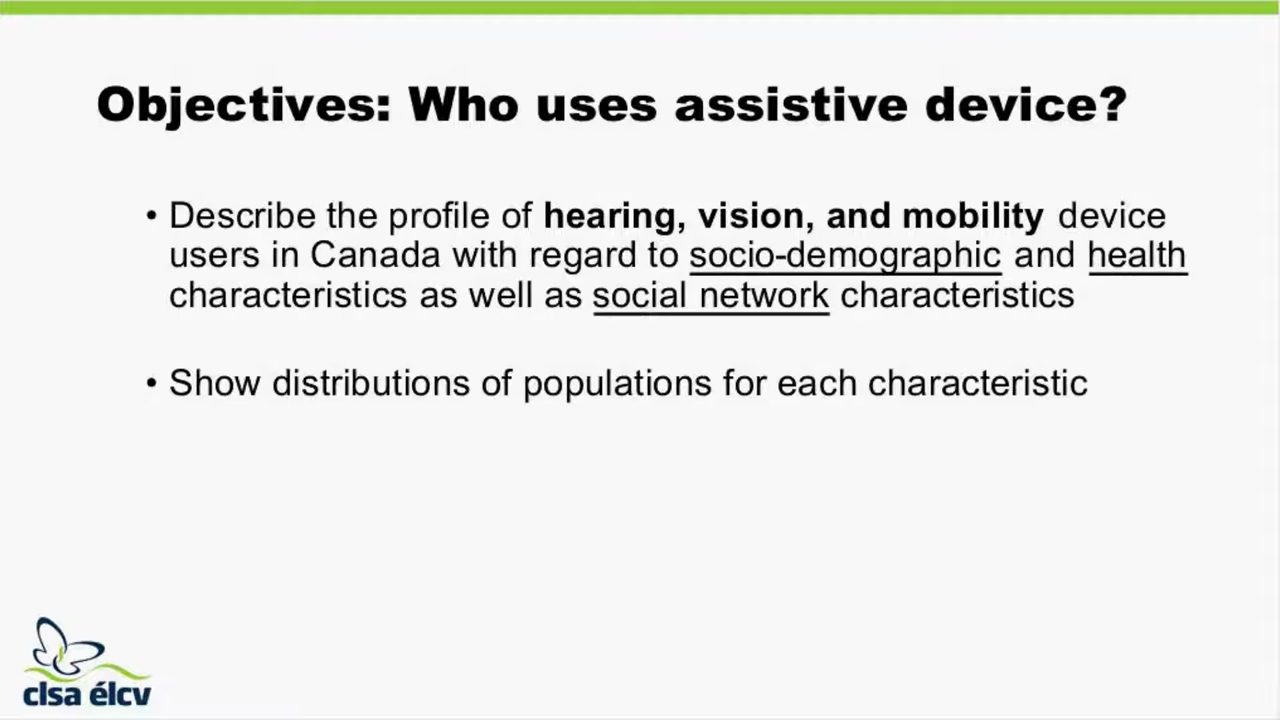 Objectives: Who uses assistive device?
• Describe the profile of hearing, vision, and mobility device
users in Canada with regard to socio-demographic and health
characteristics as well as social network characteristics
• Show distributions of populations for each characteristic
clsa élcv